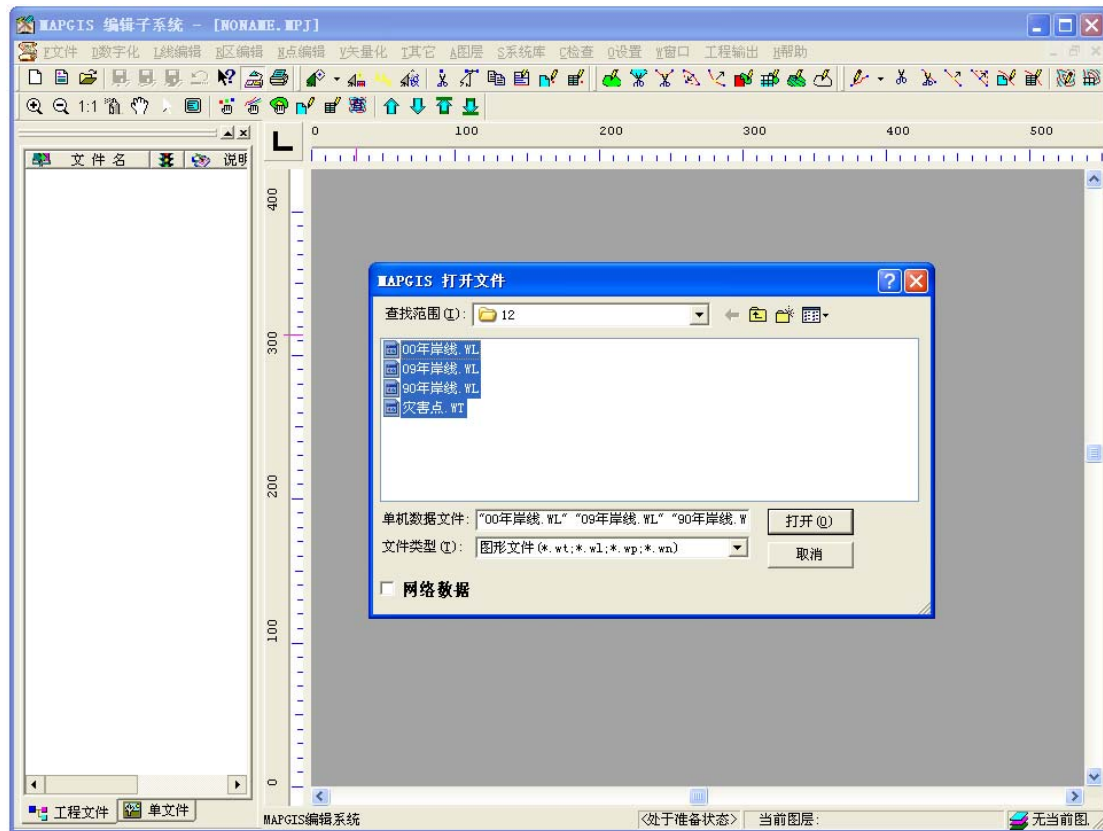 MAPGIS 编辑子系统 - [NONAME.MPJ]
F文件 D数字化 L线编辑 R区编辑 N点编辑 V矢量化 I其它 A图层 S系统库 C检查 O设置 W窗口 工程输出 H帮助
1:1
文件名 说明
0 100 200 300 400 500
400
300
200
100
0
MAPGIS 打开文件
查找范围(I): 12
00年岸线.WL
09年岸线.WL
90年岸线.WL
灾害点.WT
单机数据文件: "00年岸线.WL" "09年岸线.WL" "90年岸线.W 打开(O)
文件类型(T): 图形文件(*.wt;*.wl;*.wp;*.wn) 取消
网络数据
工程文件 单文件
MAPGIS编辑系统 <处于准备状态> 当前图层: 无当前图.